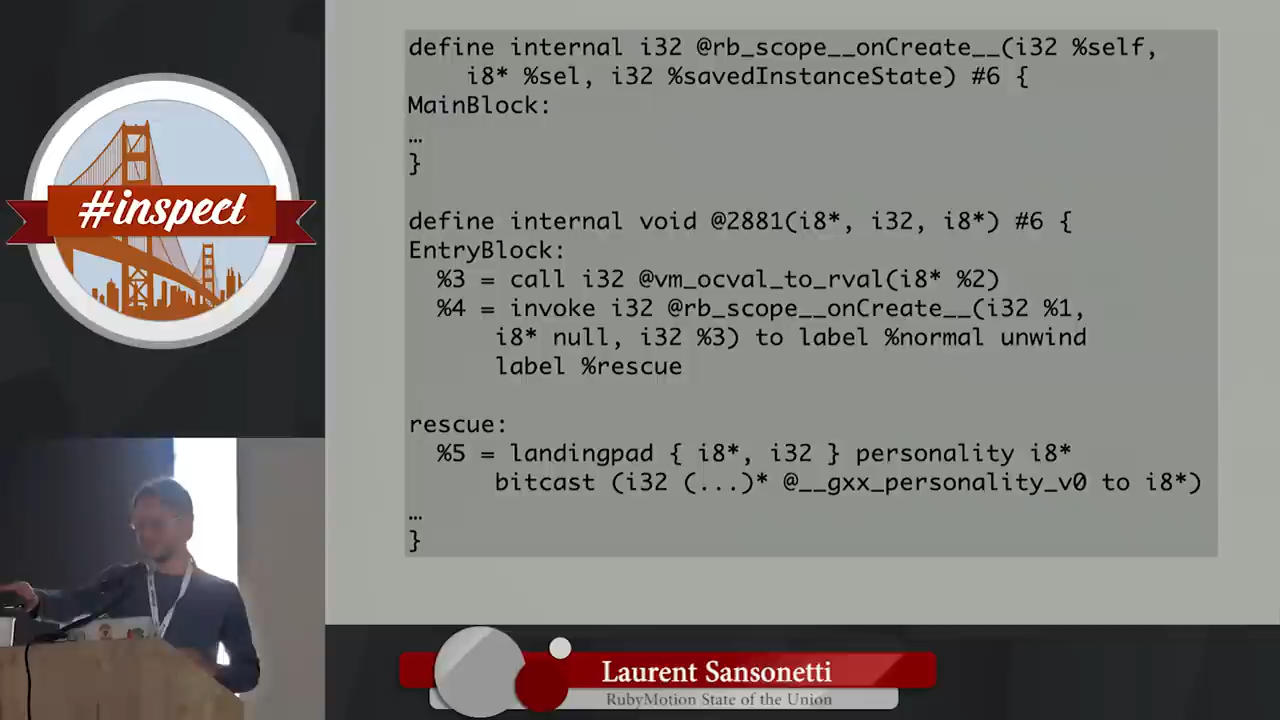 #inspect
define internal i32 @rb_scope__onCreate__(i32 %self,
i8* %sel, i32 %savedInstanceState) #6 {
MainBlock:
…
}
define internal void @2881(i8*, i32, i8*) #6 {
EntryBlock:
%3 = call i32 @vm_ocval_to_rval(i8* %2)
%4 = invoke i32 @rb_scope__onCreate__(i32 %1,
i8* null, i32 %3) to label %normal unwind
label %rescue
rescue:
%5 = landingpad { i8*, i32 } personality i8*
bitcast (i32 (...)* @__gxx_personality_v0 to i8*)
…
}
Laurent Sansonetti
RubyMotion State of the Union